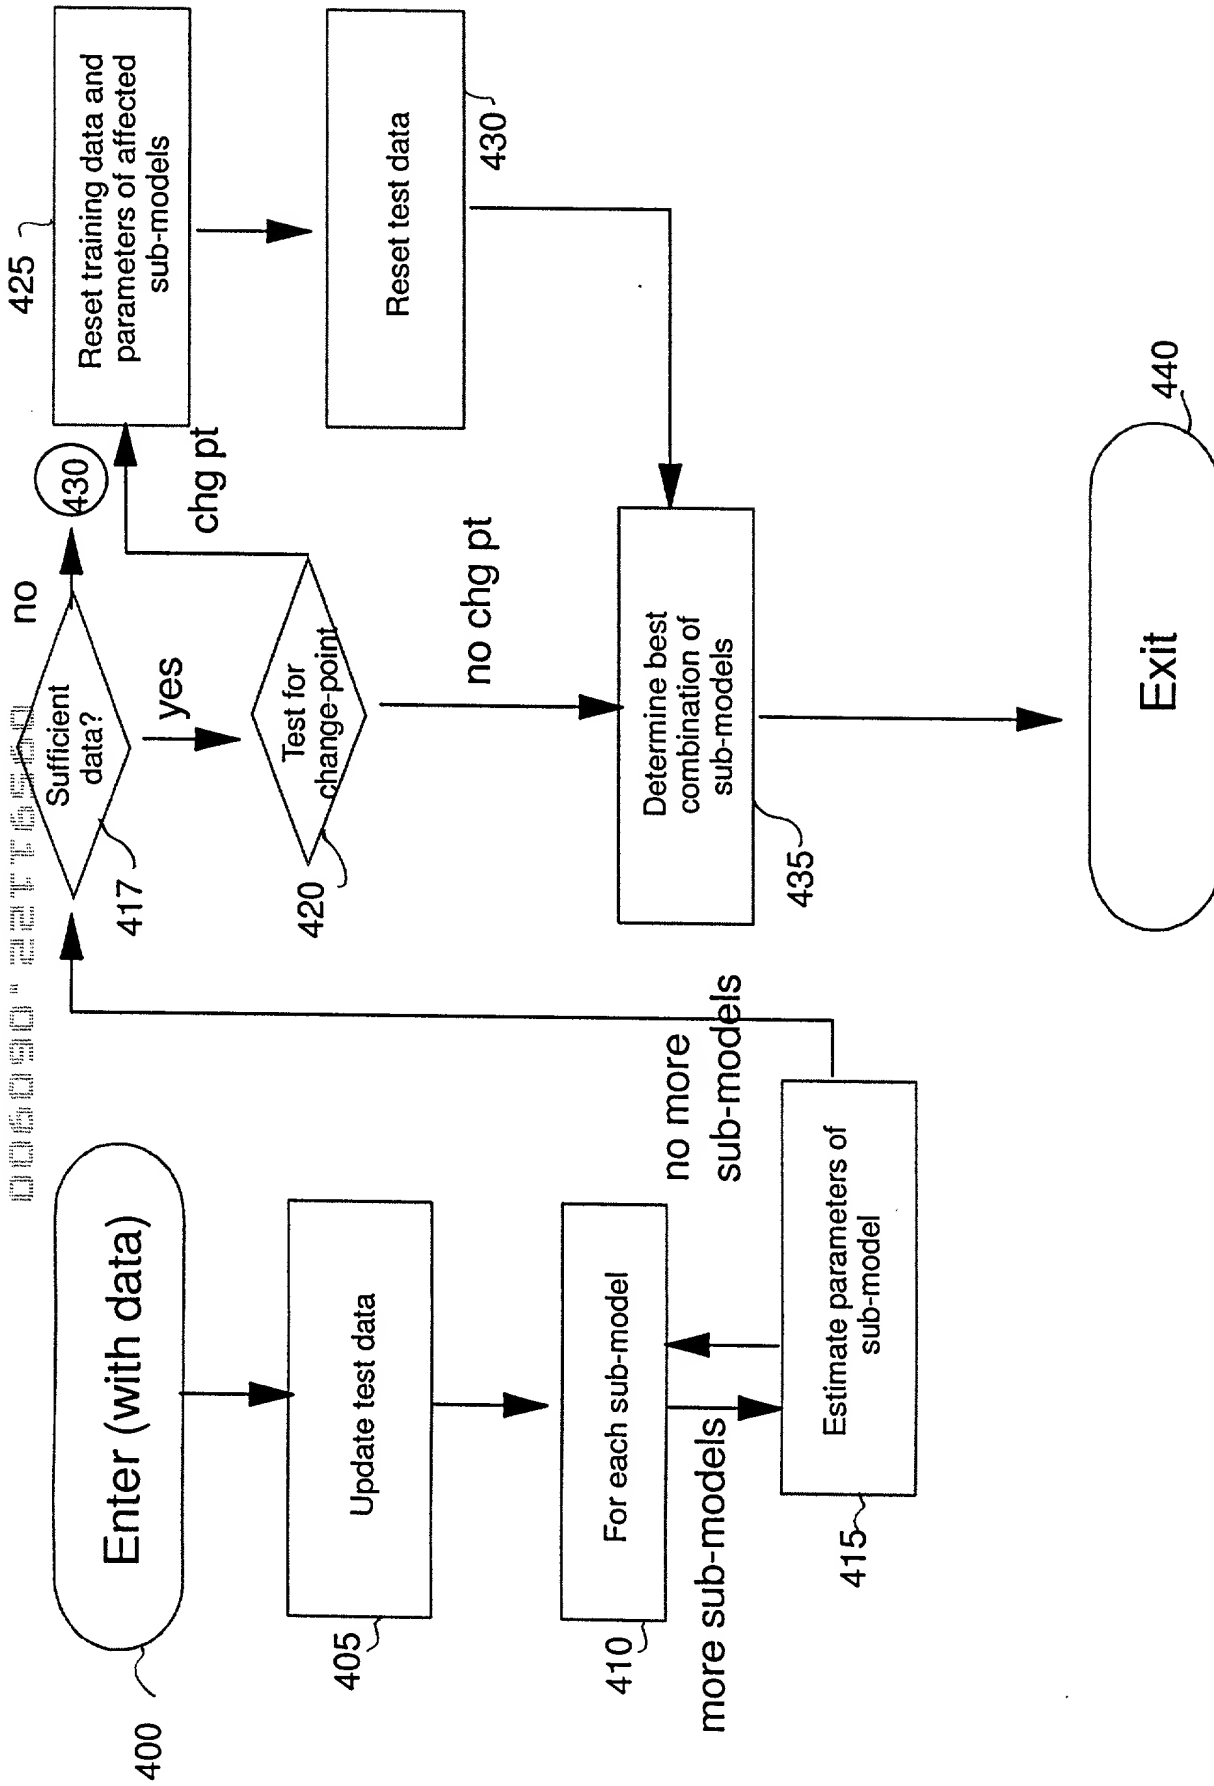 400
Enter (with data)
405
Update test data
410
For each sub-model
more sub-models
415
Estimate parameters of
sub-model
no more
sub-models
417
Sufficient
data?
no
430
yes
420
Test for
change-point
chg pt
no chg pt
425
Reset training data and
parameters of affected
sub-models
Reset test data
430
Determine best
combination of
sub-models
435
Exit
440